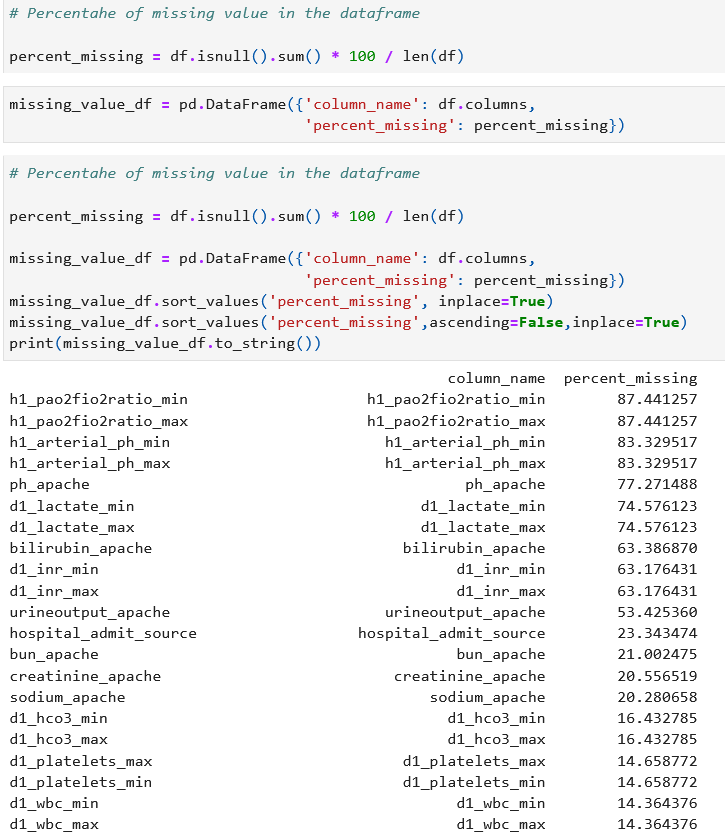 # Percentahe of missing value in the dataframe
percent_missing = df.isnull().sum() * 100 / len(df)
missing_value_df = pd.DataFrame({'column_name': df.columns,
'percent_missing': percent_missing})
# Percentahe of missing value in the dataframe
percent_missing = df.isnull().sum() * 100 / len(df)
missing_value_df = pd.DataFrame({'column_name': df.columns,
'percent_missing': percent_missing})
missing_value_df.sort_values('percent_missing', inplace=True)
missing_value_df.sort_values('percent_missing',ascending=False,inplace=True)
print(missing_value_df.to_string())
column_name percent_missing
h1_pao2fio2ratio_min h1_pao2fio2ratio_min 87.441257
h1_pao2fio2ratio_max h1_pao2fio2ratio_max 87.441257
h1_arterial_ph_min h1_arterial_ph_min 83.329517
h1_arterial_ph_max h1_arterial_ph_max 83.329517
ph_apache ph_apache 77.271488
d1_lactate_min d1_lactate_min 74.576123
d1_lactate_max d1_lactate_max 74.576123
bilirubin_apache bilirubin_apache 63.386870
d1_inr_min d1_inr_min 63.176431
d1_inr_max d1_inr_max 63.176431
urineoutput_apache urineoutput_apache 53.425360
hospital_admit_source hospital_admit_source 23.343474
bun_apache bun_apache 21.002475
creatinine_apache creatinine_apache 20.556519
sodium_apache sodium_apache 20.280658
d1_hco3_min d1_hco3_min 16.432785
d1_hco3_max d1_hco3_max 16.432785
d1_platelets_max d1_platelets_max 14.658772
d1_platelets_min d1_platelets_min 14.658772
d1_wbc_min d1_wbc_min 14.364376
d1_wbc_max d1_wbc_max 14.364376